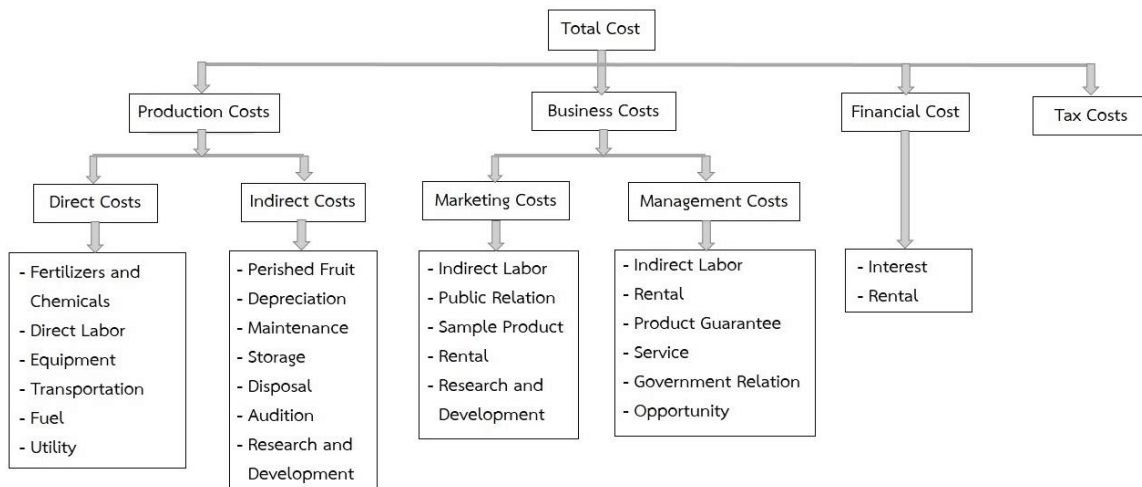 Total Cost
Production Costs
Business Costs
Financial Cost
Tax Costs
Direct Costs
Indirect Costs
Marketing Costs
Management Costs
- Fertilizers and
Chemicals
- Direct Labor
- Equipment
- Transportation
- Fuel
- Utility
- Perished Fruit
- Depreciation
- Maintenance
- Storage
- Disposal
- Audition
- Research and
Development
- Indirect Labor
- Public Relation
- Sample Product
- Rental
- Research and
Development
- Indirect Labor
- Rental
- Product Guarantee
- Service
- Government Relation
- Opportunity
- Interest
- Rental